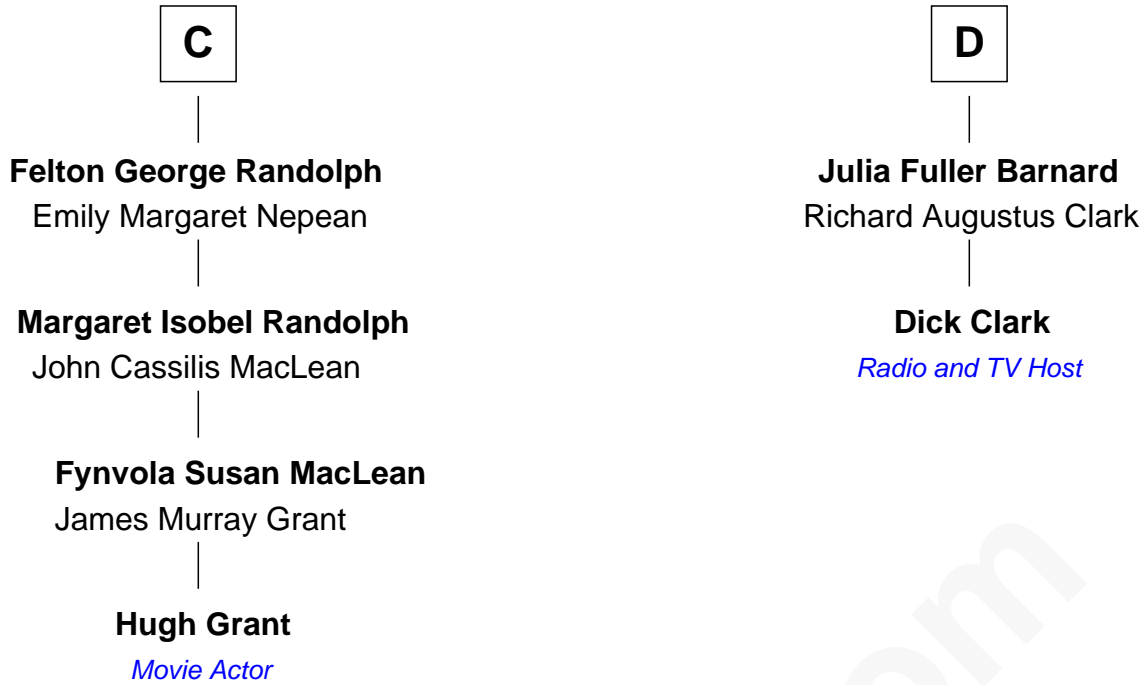 C
Felton George Randolph
Emily Margaret Nepean
Margaret Isobel Randolph
John Cassilis MacLean
Fynvola Susan MacLean
James Murray Grant
Hugh Grant
Movie Actor
D
Julia Fuller Barnard
Richard Augustus Clark
Dick Clark
Radio and TV Host
om